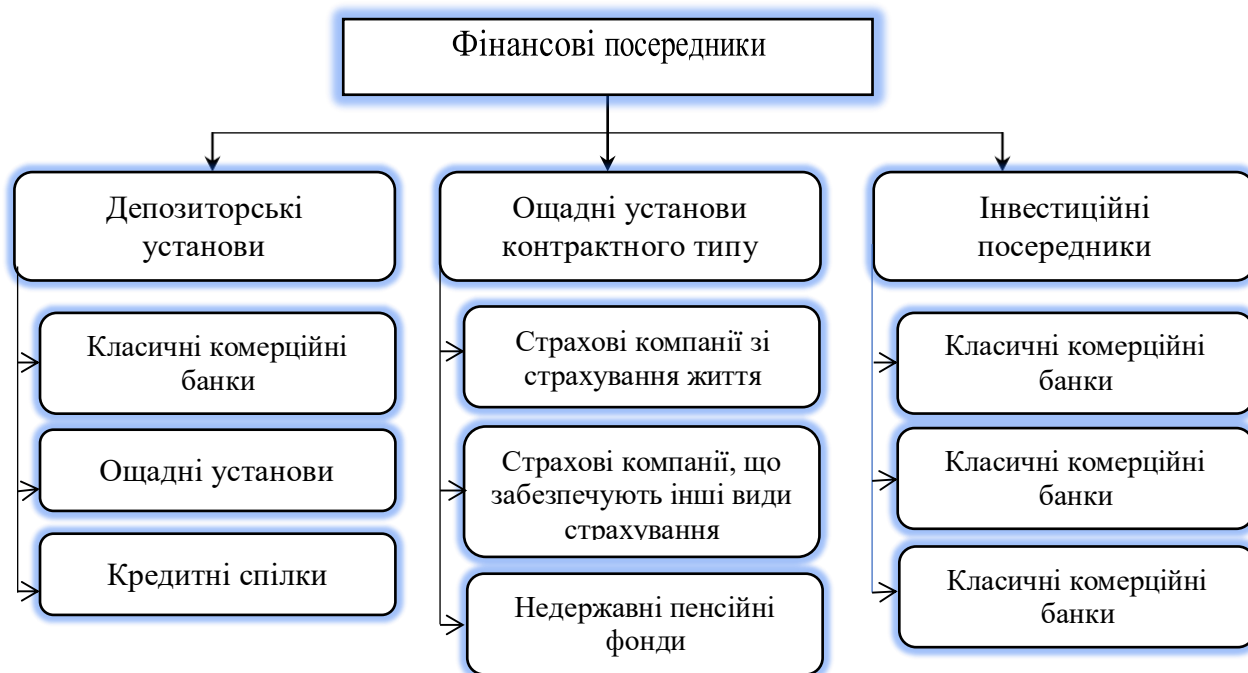 Фінансові посередники
Депозиторські
установи
Ощадні установи
контрактного типу
Інвестиційні
посередники
Класичні комерційні
банки
Ощадні установи
Кредитні спілки
Страхові компанії зі
страхування життя
Страхові компанії, що
забезпечують інші види
страхування
Недержавні пенсійні
фонди
Класичні комерційні
банки
Класичні комерційні
банки
Класичні комерційні
банки